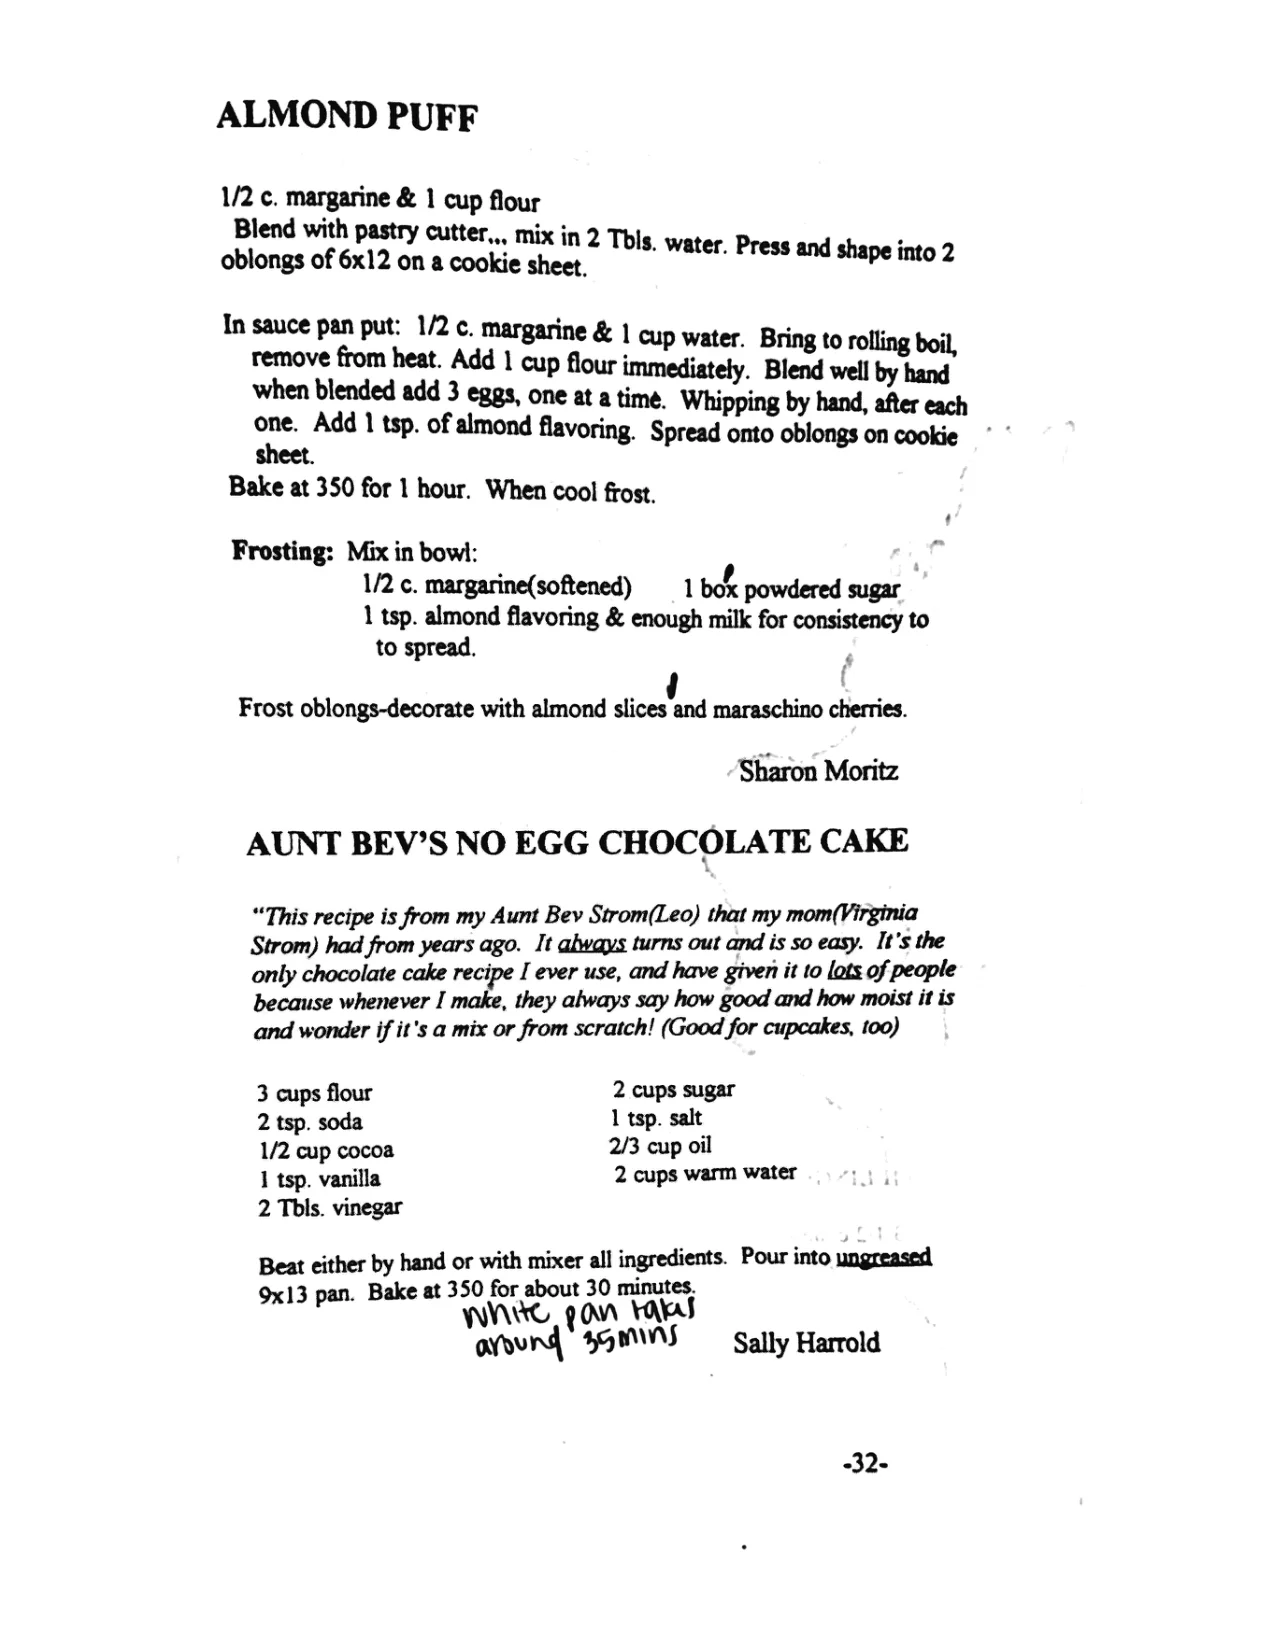 ALMOND PUFF
1/2 c. margarine & 1 cup flour
Blend with pastry cutter... mix in 2 Tbls. water. Press and shape into 2
oblongs of 6x12 on a cookie sheet.
In sauce pan put: 1/2 c. margarine & 1 cup water. Bring to rolling boil,
remove from heat. Add 1 cup flour immediately. Blend well by hand
when blended add 3 eggs, one at a time. Whipping by hand, after each
one. Add 1 tsp. of almond flavoring. Spread onto oblongs on cookie
sheet.
Bake at 350 for 1 hour. When cool frost.
Frosting: Mix in bowl:
1/2 c. margarine(softened) 1 box powdered sugar
1 tsp. almond flavoring & enough milk for consistency to
to spread.
Frost oblongs-decorate with almond slices and maraschino cherries.
Sharon Moritz
AUNT BEV'S NO EGG CHOCOLATE CAKE
"This recipe is from my Aunt Bev Strom(Leo) that my mom(Virginia
Strom) had from years ago. It always turns out and is so easy. It's the
only chocolate cake recipe I ever use, and have given it to lots of people
because whenever I make, they always say how good and how moist it is
and wonder if it's a mix or from scratch! (Good for cupcakes, too)
3 cups flour 2 cups sugar
2 tsp. soda 1 tsp. salt
1/2 cup cocoa 2/3 cup oil
1 tsp. vanilla 2 cups warm water
2 Tbls. vinegar
Beat either by hand or with mixer all ingredients. Pour into ungreased
9x13 pan. Bake at 350 for about 30 minutes.
White pan takes
around 35 mins
Sally Harrold
-32-